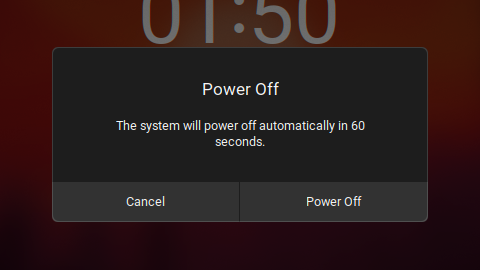 01:50
Power Off
The system will power off automatically in 60
seconds.
Cancel
Power Off